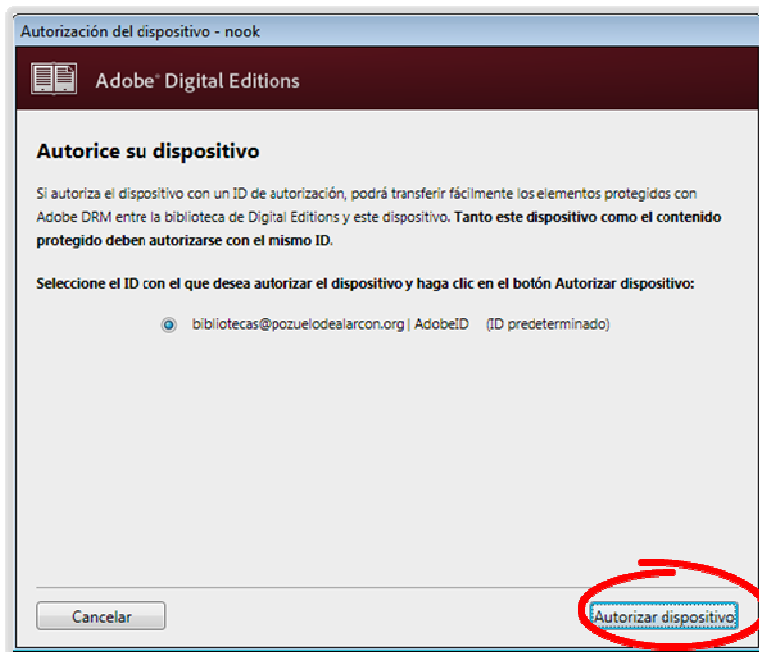 Autorización del dispositivo - nook
Adobe® Digital Editions
Autorice su dispositivo
Si autoriza el dispositivo con un ID de autorización, podrá transferir fácilmente los elementos protegidos con
Adobe DRM entre la biblioteca de Digital Editions y este dispositivo. Tanto este dispositivo como el contenido
protegido deben autorizarse con el mismo ID.
Seleccione el ID con el que desea autorizar el dispositivo y haga clic en el botón Autorizar dispositivo:
bibliotecas@pozuelodealarcon.org | AdobeID (ID predeterminado)
Cancelar Autorizar dispositivo